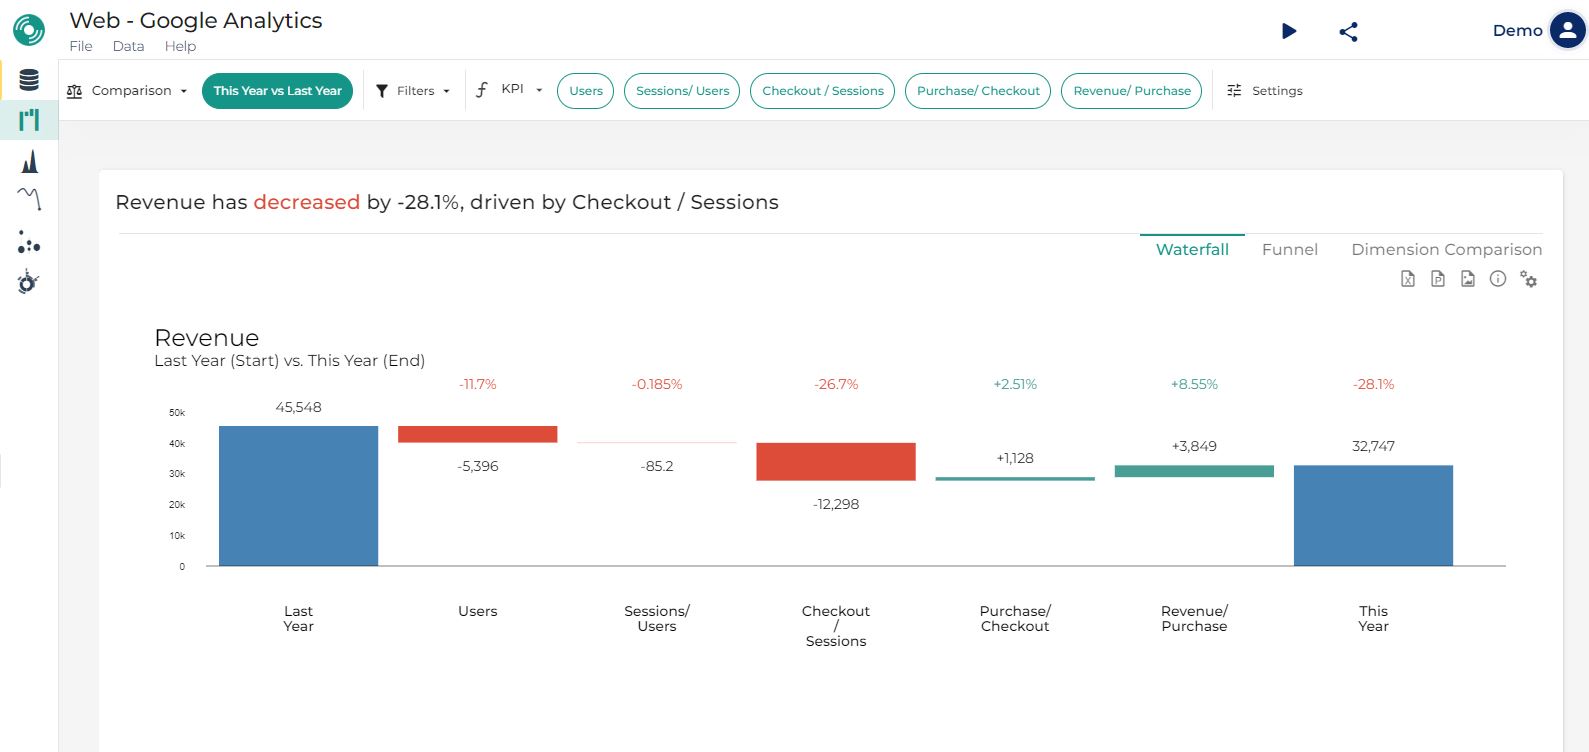 Web - Google Analytics
File Data Help
Demo
Comparison This Year vs Last Year Filters KPI Users Sessions/ Users Checkout / Sessions Purchase/ Checkout Revenue/ Purchase Settings
Revenue has decreased by -28.1%, driven by Checkout / Sessions
Waterfall Funnel Dimension Comparison
Revenue
Last Year (Start) vs. This Year (End)
-11.7% -0.185% -26.7% +2.51% +8.55% -28.1%
50k
40k
30k
20k
10k
0
45,548
-5,396
-85.2
-12,298
+1,128
+3,849
32,747
Last
Year
Users
Sessions/
Users
Checkout
/
Sessions
Purchase/
Checkout
Revenue/
Purchase
This
Year